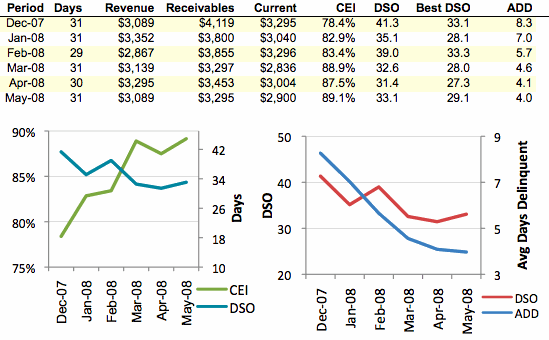 Period Days Revenue Receivables Current CEI DSO Best DSO ADD
Dec-07 31 $3,089 $4,119 $3,295 78.4% 41.3 33.1 8.3
Jan-08 31 $3,352 $3,800 $3,040 82.9% 35.1 28.1 7.0
Feb-08 29 $2,867 $3,855 $3,296 83.4% 39.0 33.3 5.7
Mar-08 31 $3,139 $3,297 $2,836 88.9% 32.6 28.0 4.6
Apr-08 30 $3,295 $3,453 $3,004 87.5% 31.4 27.3 4.1
May-08 31 $3,089 $3,295 $2,900 89.1% 33.1 29.1 4.0
90%
85%
80%
75%
42
34
26
18
10
Days
Dec-07
Jan-08
Feb-08
Mar-08
Apr-08
May-08
CEI
DSO
DSO
50
40
30
20
9
7
5
3
Avg Days Delinquent
Dec-07
Jan-08
Feb-08
Mar-08
Apr-08
May-08
DSO
ADD